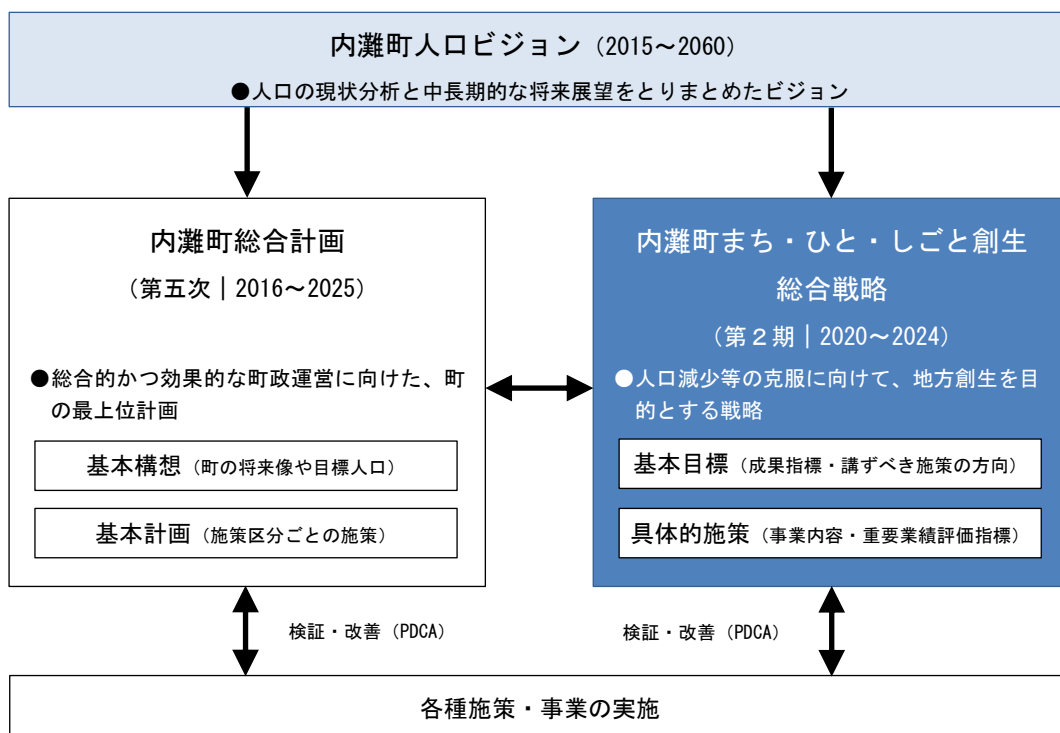 内灘町人口ビジョン（2015～2060）
●人口の現状分析と中長期的な将来展望をとりまとめたビジョン
内灘町総合計画
（第五次｜2016～2025）
●総合的かつ効果的な町政運営に向けた、町
の最上位計画
基本構想（町の将来像や目標人口）
基本計画（施策区分ごとの施策）
内灘町まち・ひと・しごと創生
総合戦略
（第２期｜2020～2024）
●人口減少等の克服に向けて、地方創生を目
的とする戦略
基本目標（成果指標・講ずべき施策の方向）
具体的施策（事業内容・重要業績評価指標）
検証・改善（PDCA）
検証・改善（PDCA）
各種施策・事業の実施